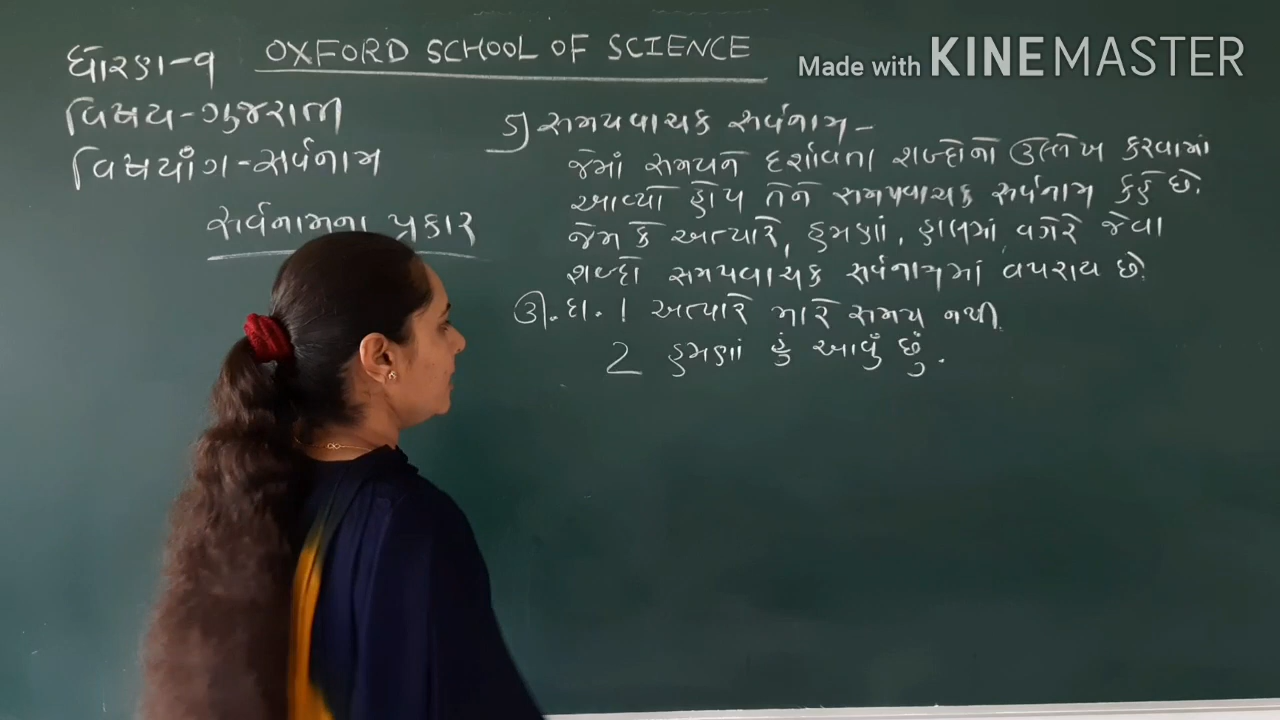 OXFORD SCHOOL OF SCIENCE
Made with KINEMASTER
ધોરણ-૧
વિષય-ગુજરાતી
વિષયાંગ-સર્વનામ
સર્વનામના પ્રકાર
સમયવાચક સર્વનામ-
જેમાં સમયને દર્શાવતા શબ્દોનો ઉલ્લેખ કરવામાં
આવ્યો હોય તેને સમયવાચક સર્વનામ કહે છે.
જેમ કે અત્યારે, હમણાં, હાલમાં, વગેરે જેવા
શબ્દો સમયવાચક સર્વનામમાં વપરાય છે.
ઊ.દા. 1 અત્યારે મારે સમય નથી.
2 હમણાં હું આવું છું.